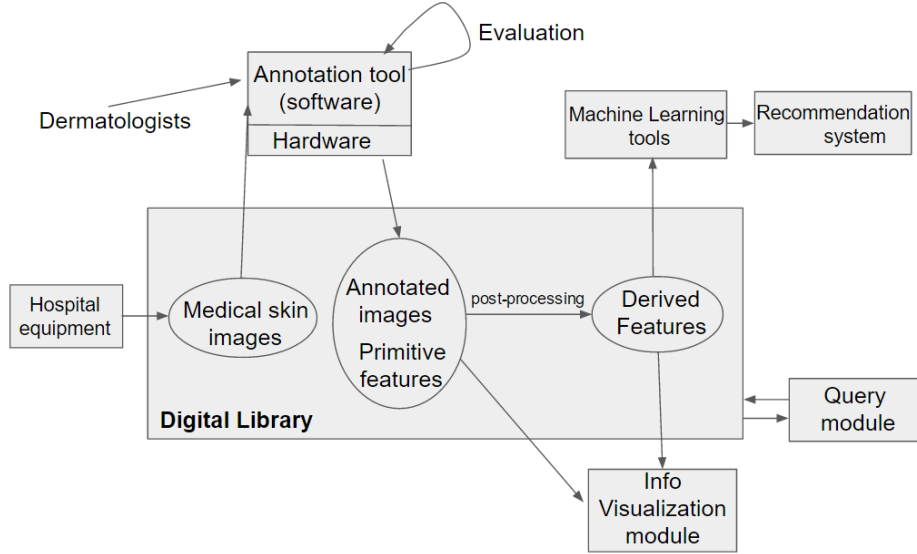 Evaluation
Annotation tool
(software)
Hardware
Dermatologists
Machine Learning
tools
Recommendation
system
Hospital
equipment
Medical skin
images
Annotated
images
Primitive
features
post-processing
Derived
Features
Digital Library
Query
module
Info
Visualization
module